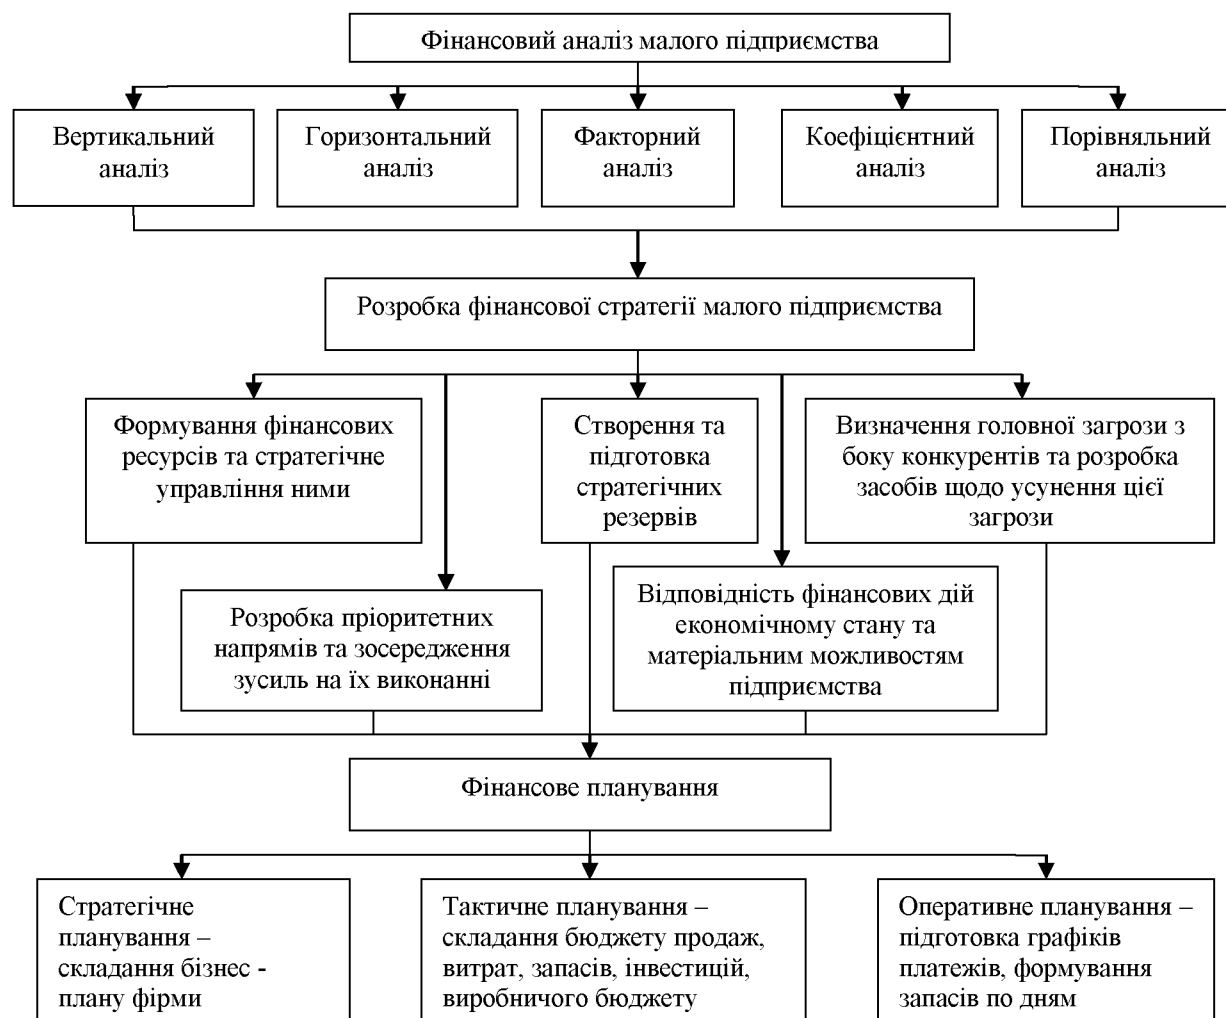 Фінансовий аналіз малого підприємства
Вертикальний
аналіз
Горизонтальний
аналіз
Факторний
аналіз
Коефіцієнтний
аналіз
Порівняльний
аналіз
Розробка фінансової стратегії малого підприємства
Формування фінансових
ресурсів та стратегічне
управління ними
Створення та
підготовка
стратегічних
резервів
Визначення головної загрози з
боку конкурентів та розробка
засобів щодо усунення цієї
загрози
Розробка пріоритетних
напрямів та зосередження
зусиль на їх виконанні
Відповідність фінансових дій
економічному стану та
матеріальним можливостям
підприємства
Фінансове планування
Стратегічне
планування –
складання бізнес -
плану фірми
Тактичне планування –
складання бюджету продаж,
витрат, запасів, інвестицій,
виробничого бюджету
Оперативне планування –
підготовка графіків
платежів, формування
запасів по дням